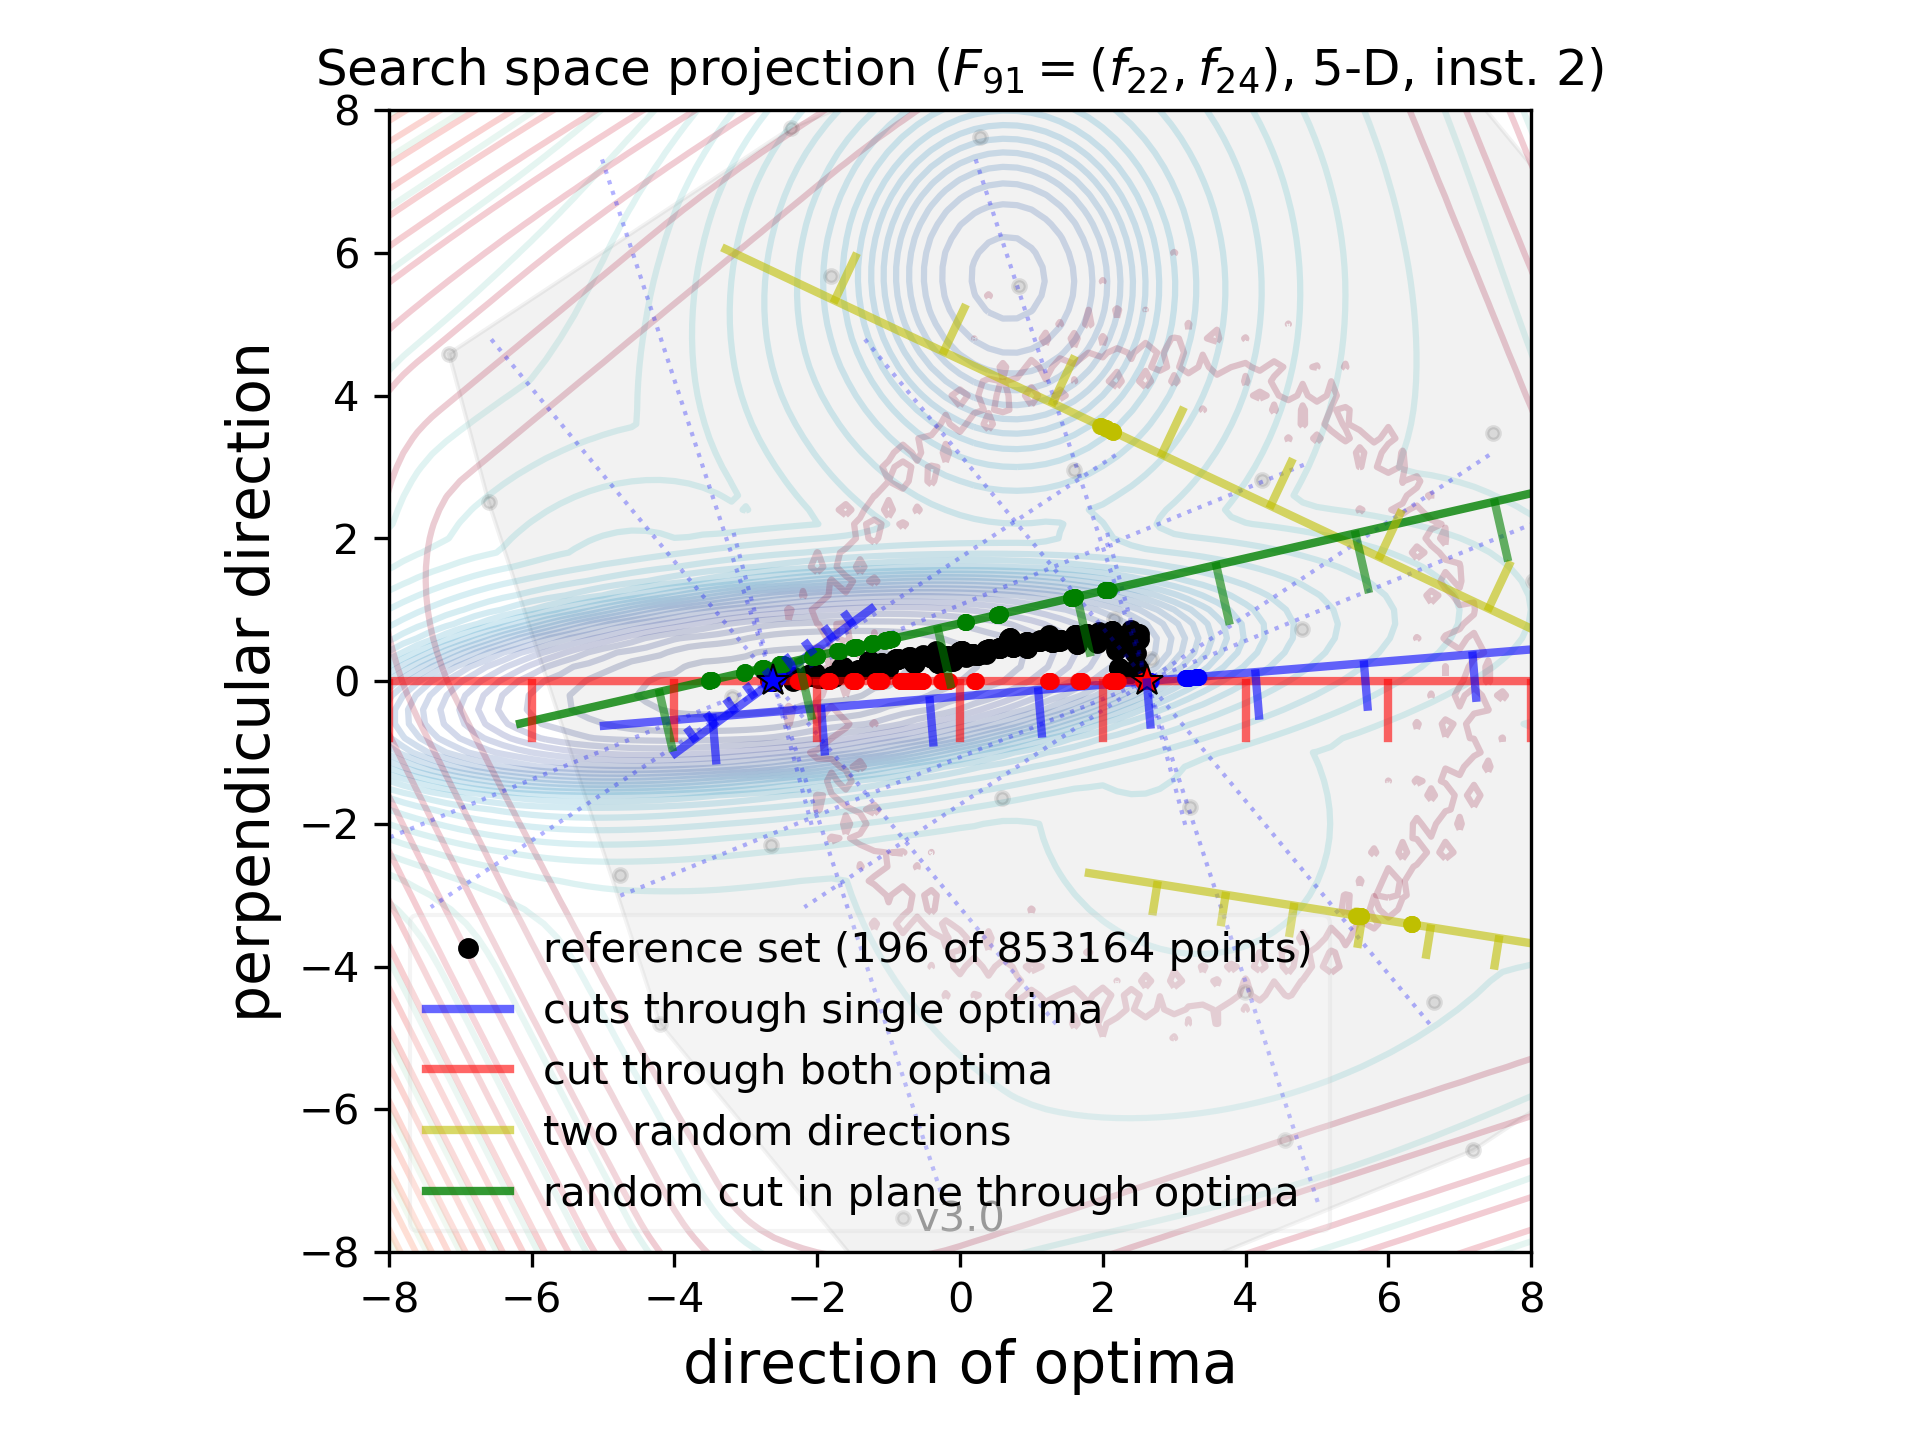 Search space projection (F₉₁ = (f₂₂, f₂₄), 5-D, inst. 2)
8
6
4
2
0
−2
−4
−6
−8
perpendicular direction
reference set (196 of 853164 points)
cuts through single optima
cut through both optima
two random directions
random cut in plane through optima
v3.0
−8 −6 −4 −2 0 2 4 6 8
direction of optima